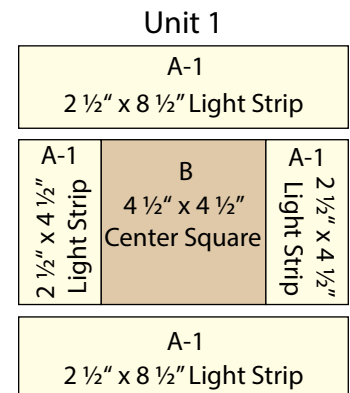 Unit 1
A-1
2 ½“ x 8 ½” Light Strip
A-1
2 ½“ x 4 ½”
Light Strip
B
4 ½“ x 4 ½”
Center Square
A-1
2 ½“ x 4 ½”
Light Strip
A-1
2 ½“ x 8 ½” Light Strip